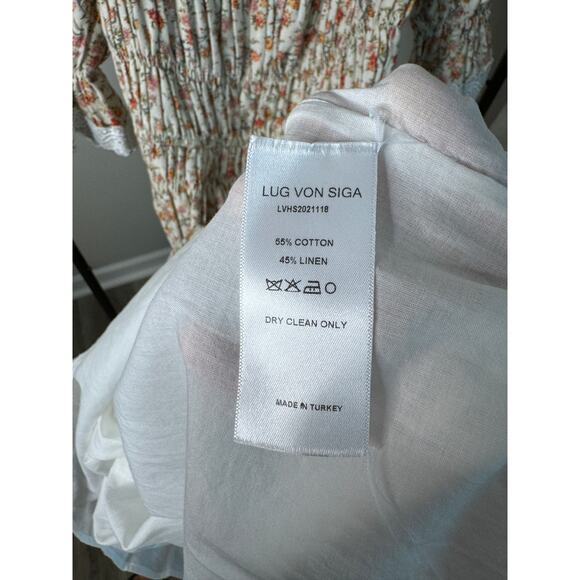 LUG VON SIGA
LVHS2021118
55% COTTON
45% LINEN
DRY CLEAN ONLY
MADE IN TURKEY